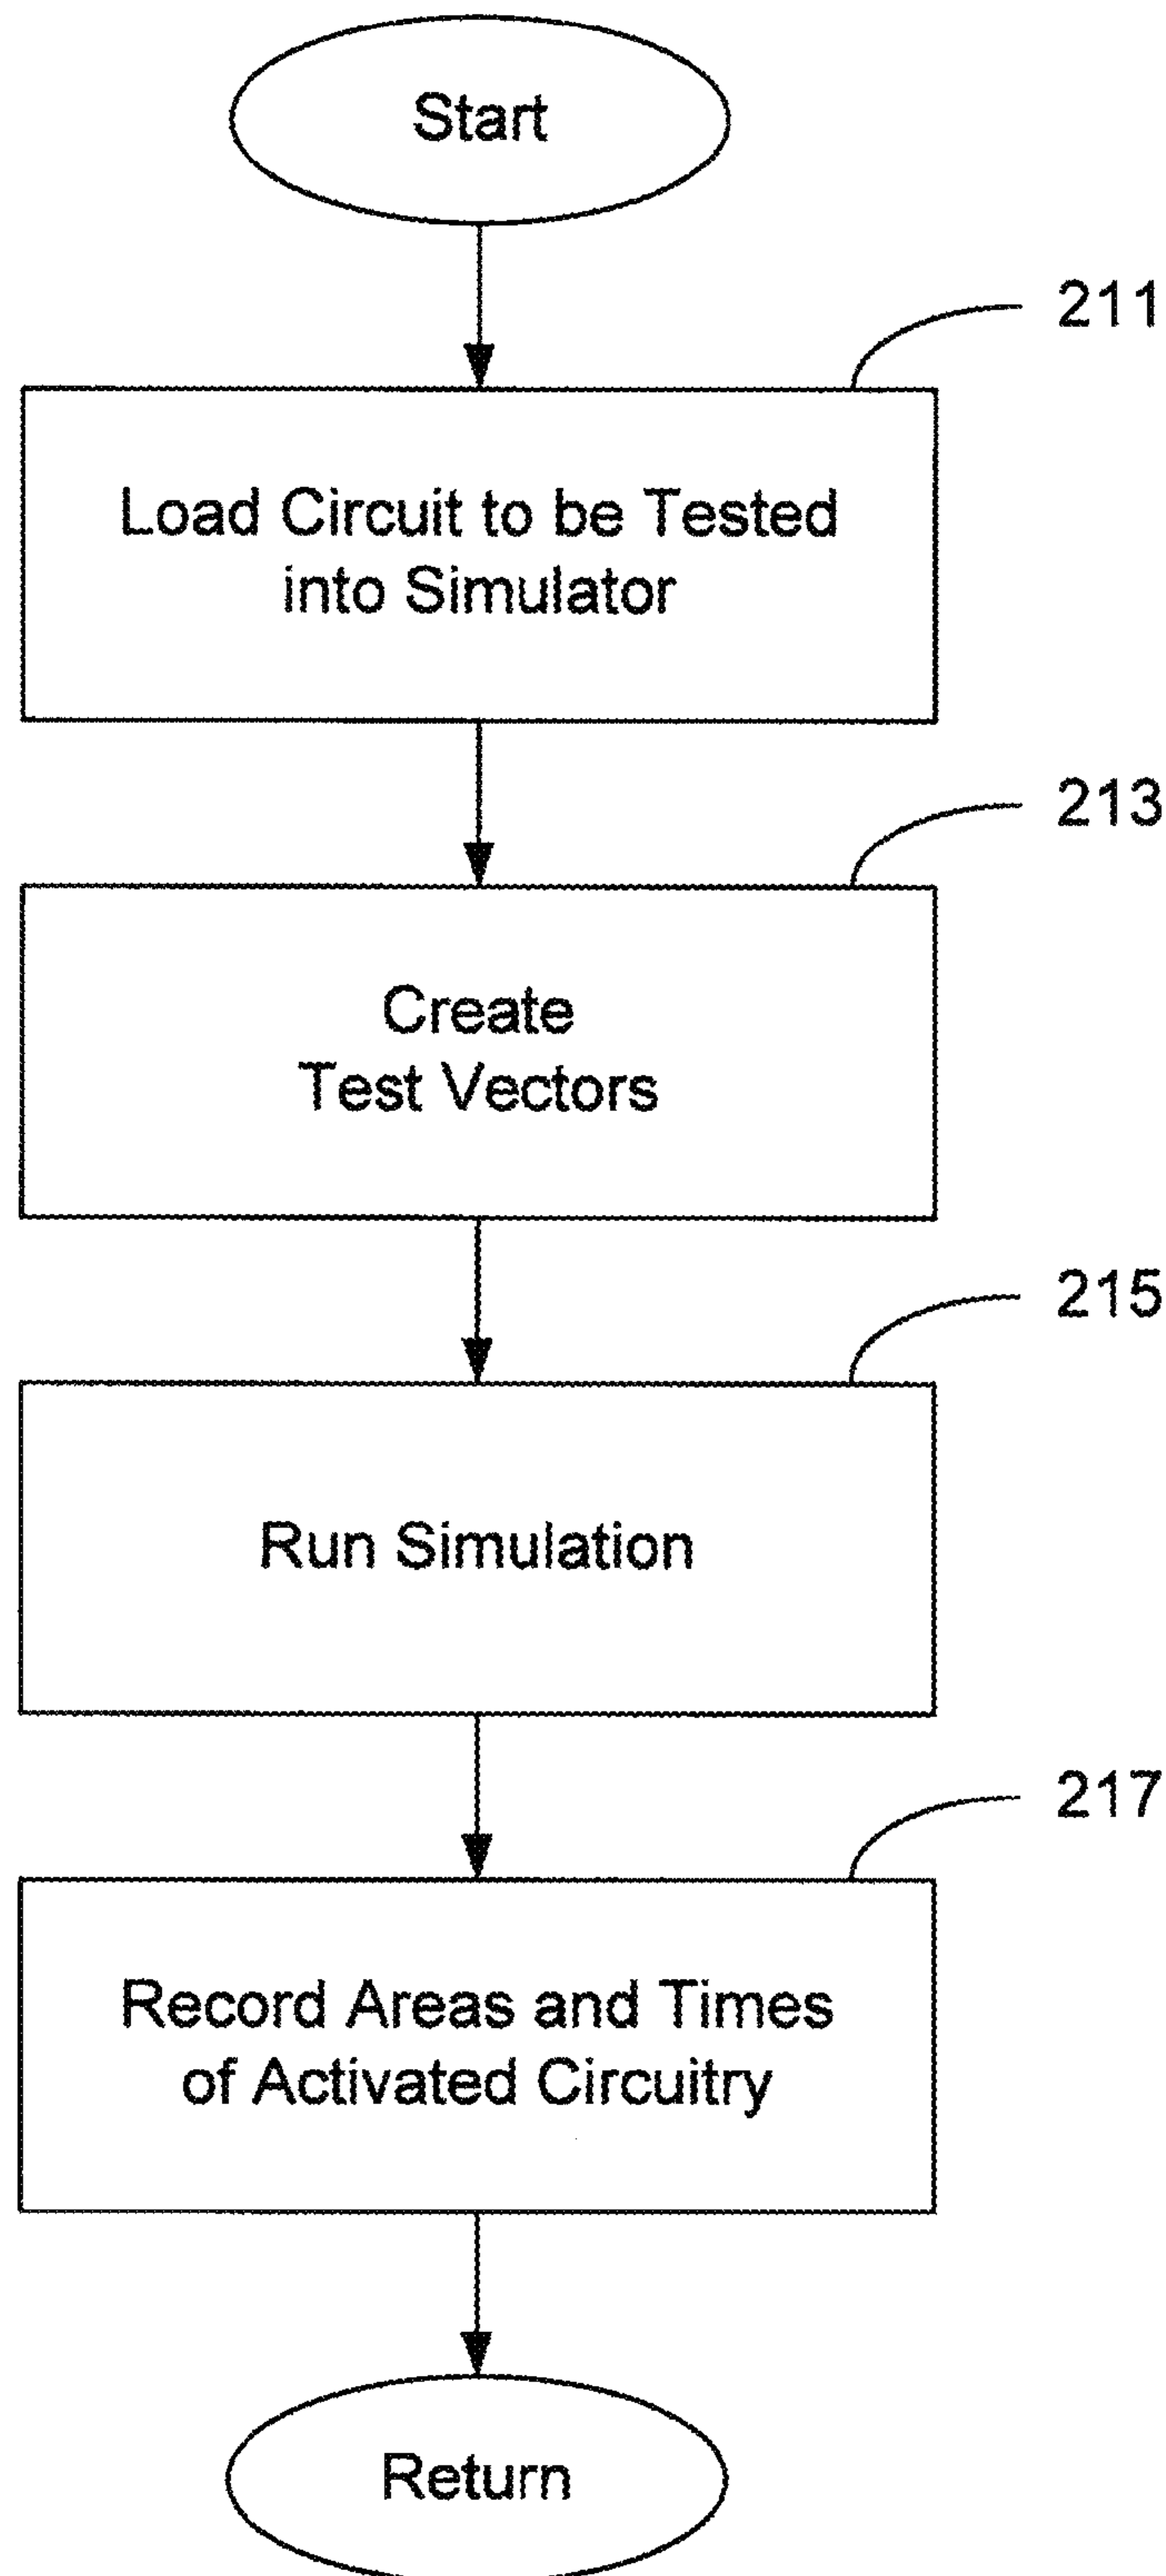 Start
211
Load Circuit to be Tested
into Simulator
213
Create
Test Vectors
215
Run Simulation
217
Record Areas and Times
of Activated Circuitry
Return